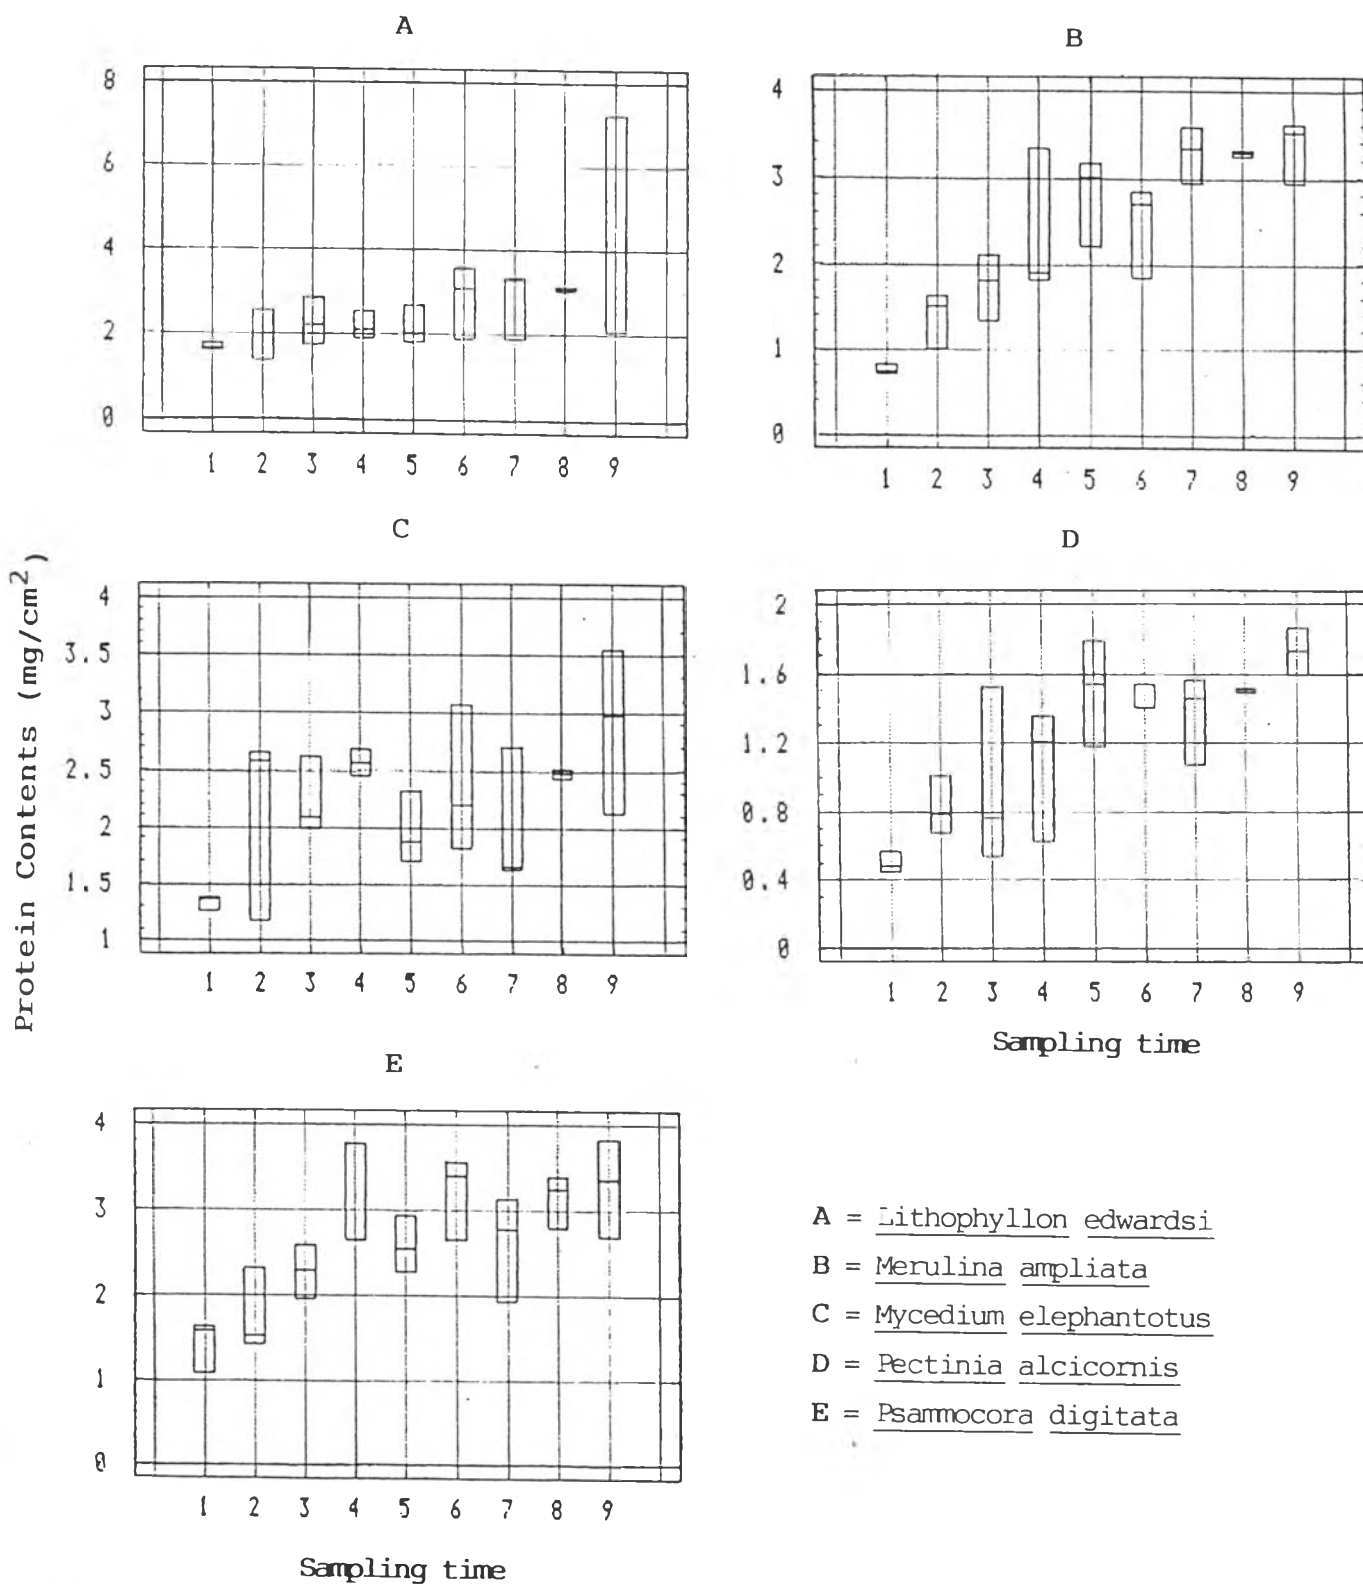 A
8
6
4
2
0
1 2 3 4 5 6 7 8 9
B
4
3
2
1
0
1 2 3 4 5 6 7 8 9
Protein Contents (mg/cm²)
C
4
3.5
3
2.5
2
1.5
1
1 2 3 4 5 6 7 8 9
D
2
1.6
1.2
0.8
0.4
0
1 2 3 4 5 6 7 8 9
Sampling time
E
4
3
2
1
0
1 2 3 4 5 6 7 8 9
Sampling time
A = Lithophyllon edwardsi
B = Merulina ampliata
C = Mycedium elephantotus
D = Pectinia alcicornis
E = Psammocora digitata